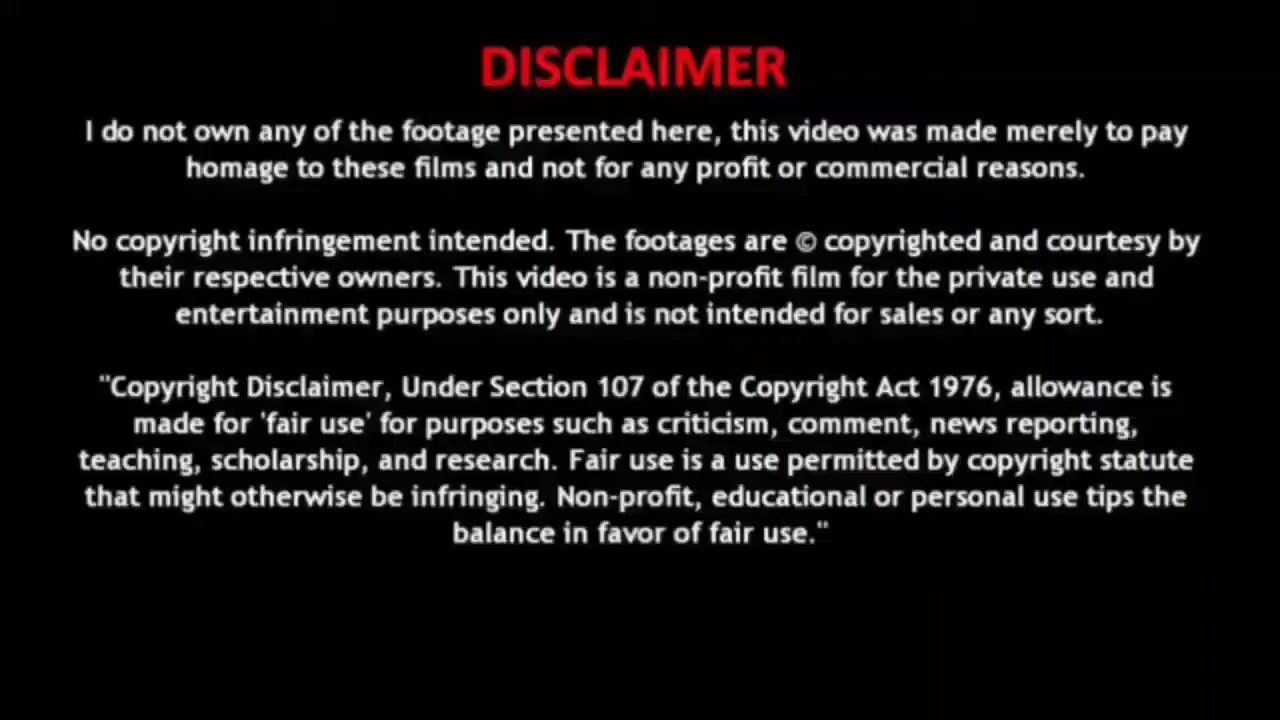 DISCLAIMER
I do not own any of the footage presented here, this video was made merely to pay
homage to these films and not for any profit or commercial reasons.
No copyright infringement intended. The footages are © copyrighted and courtesy by
their respective owners. This video is a non-profit film for the private use and
entertainment purposes only and is not intended for sales or any sort.
"Copyright Disclaimer, Under Section 107 of the Copyright Act 1976, allowance is
made for 'fair use' for purposes such as criticism, comment, news reporting,
teaching, scholarship, and research. Fair use is a use permitted by copyright statute
that might otherwise be infringing. Non-profit, educational or personal use tips the
balance in favor of fair use."